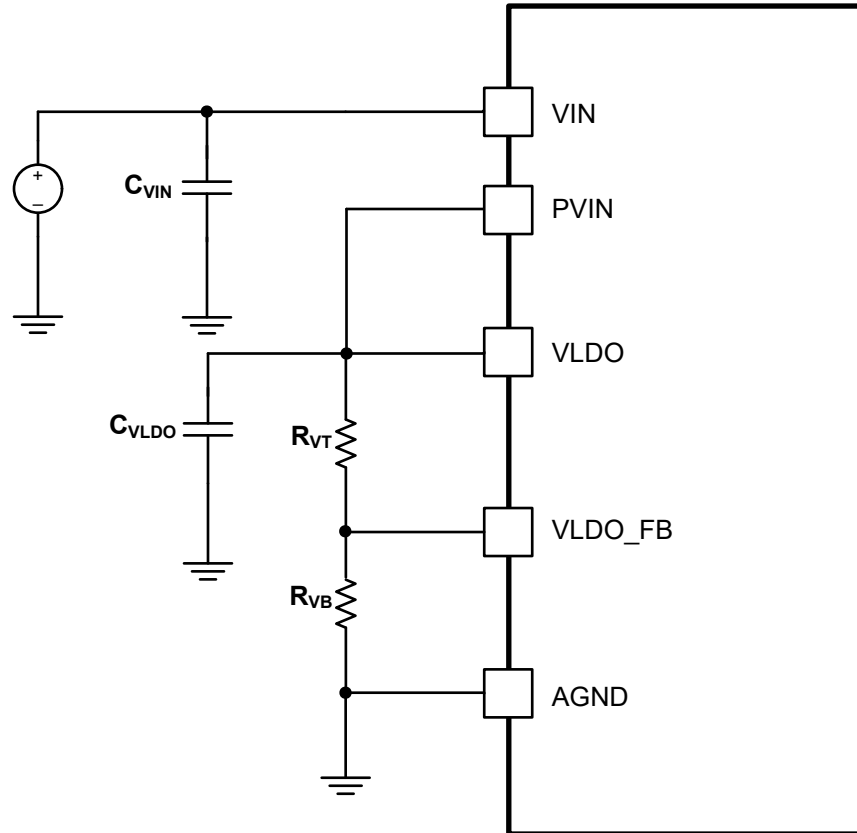 VIN
+
–
C_VIN
PVIN
VLDO
C_VLDO
R_VT
VLDO_FB
R_VB
AGND